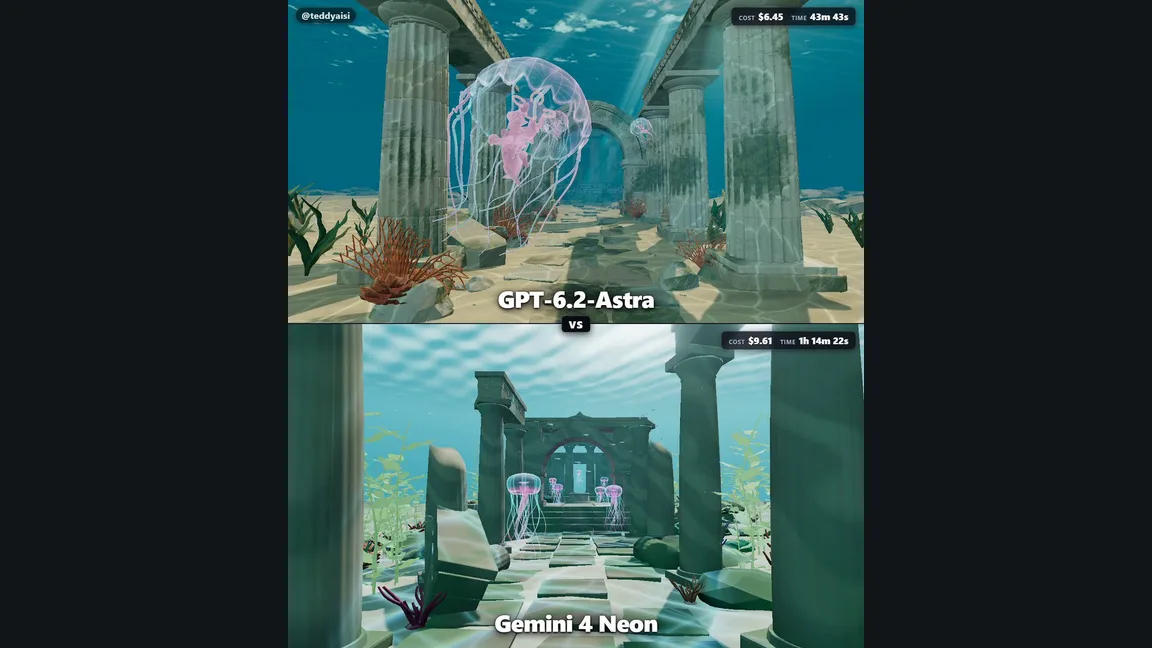 @teddyaisi
COST $6.45 TIME 43m 43s
GPT-6.2-Astra
VS
COST $9.61 TIME 1h 14m 22s
Gemini 4 Neon